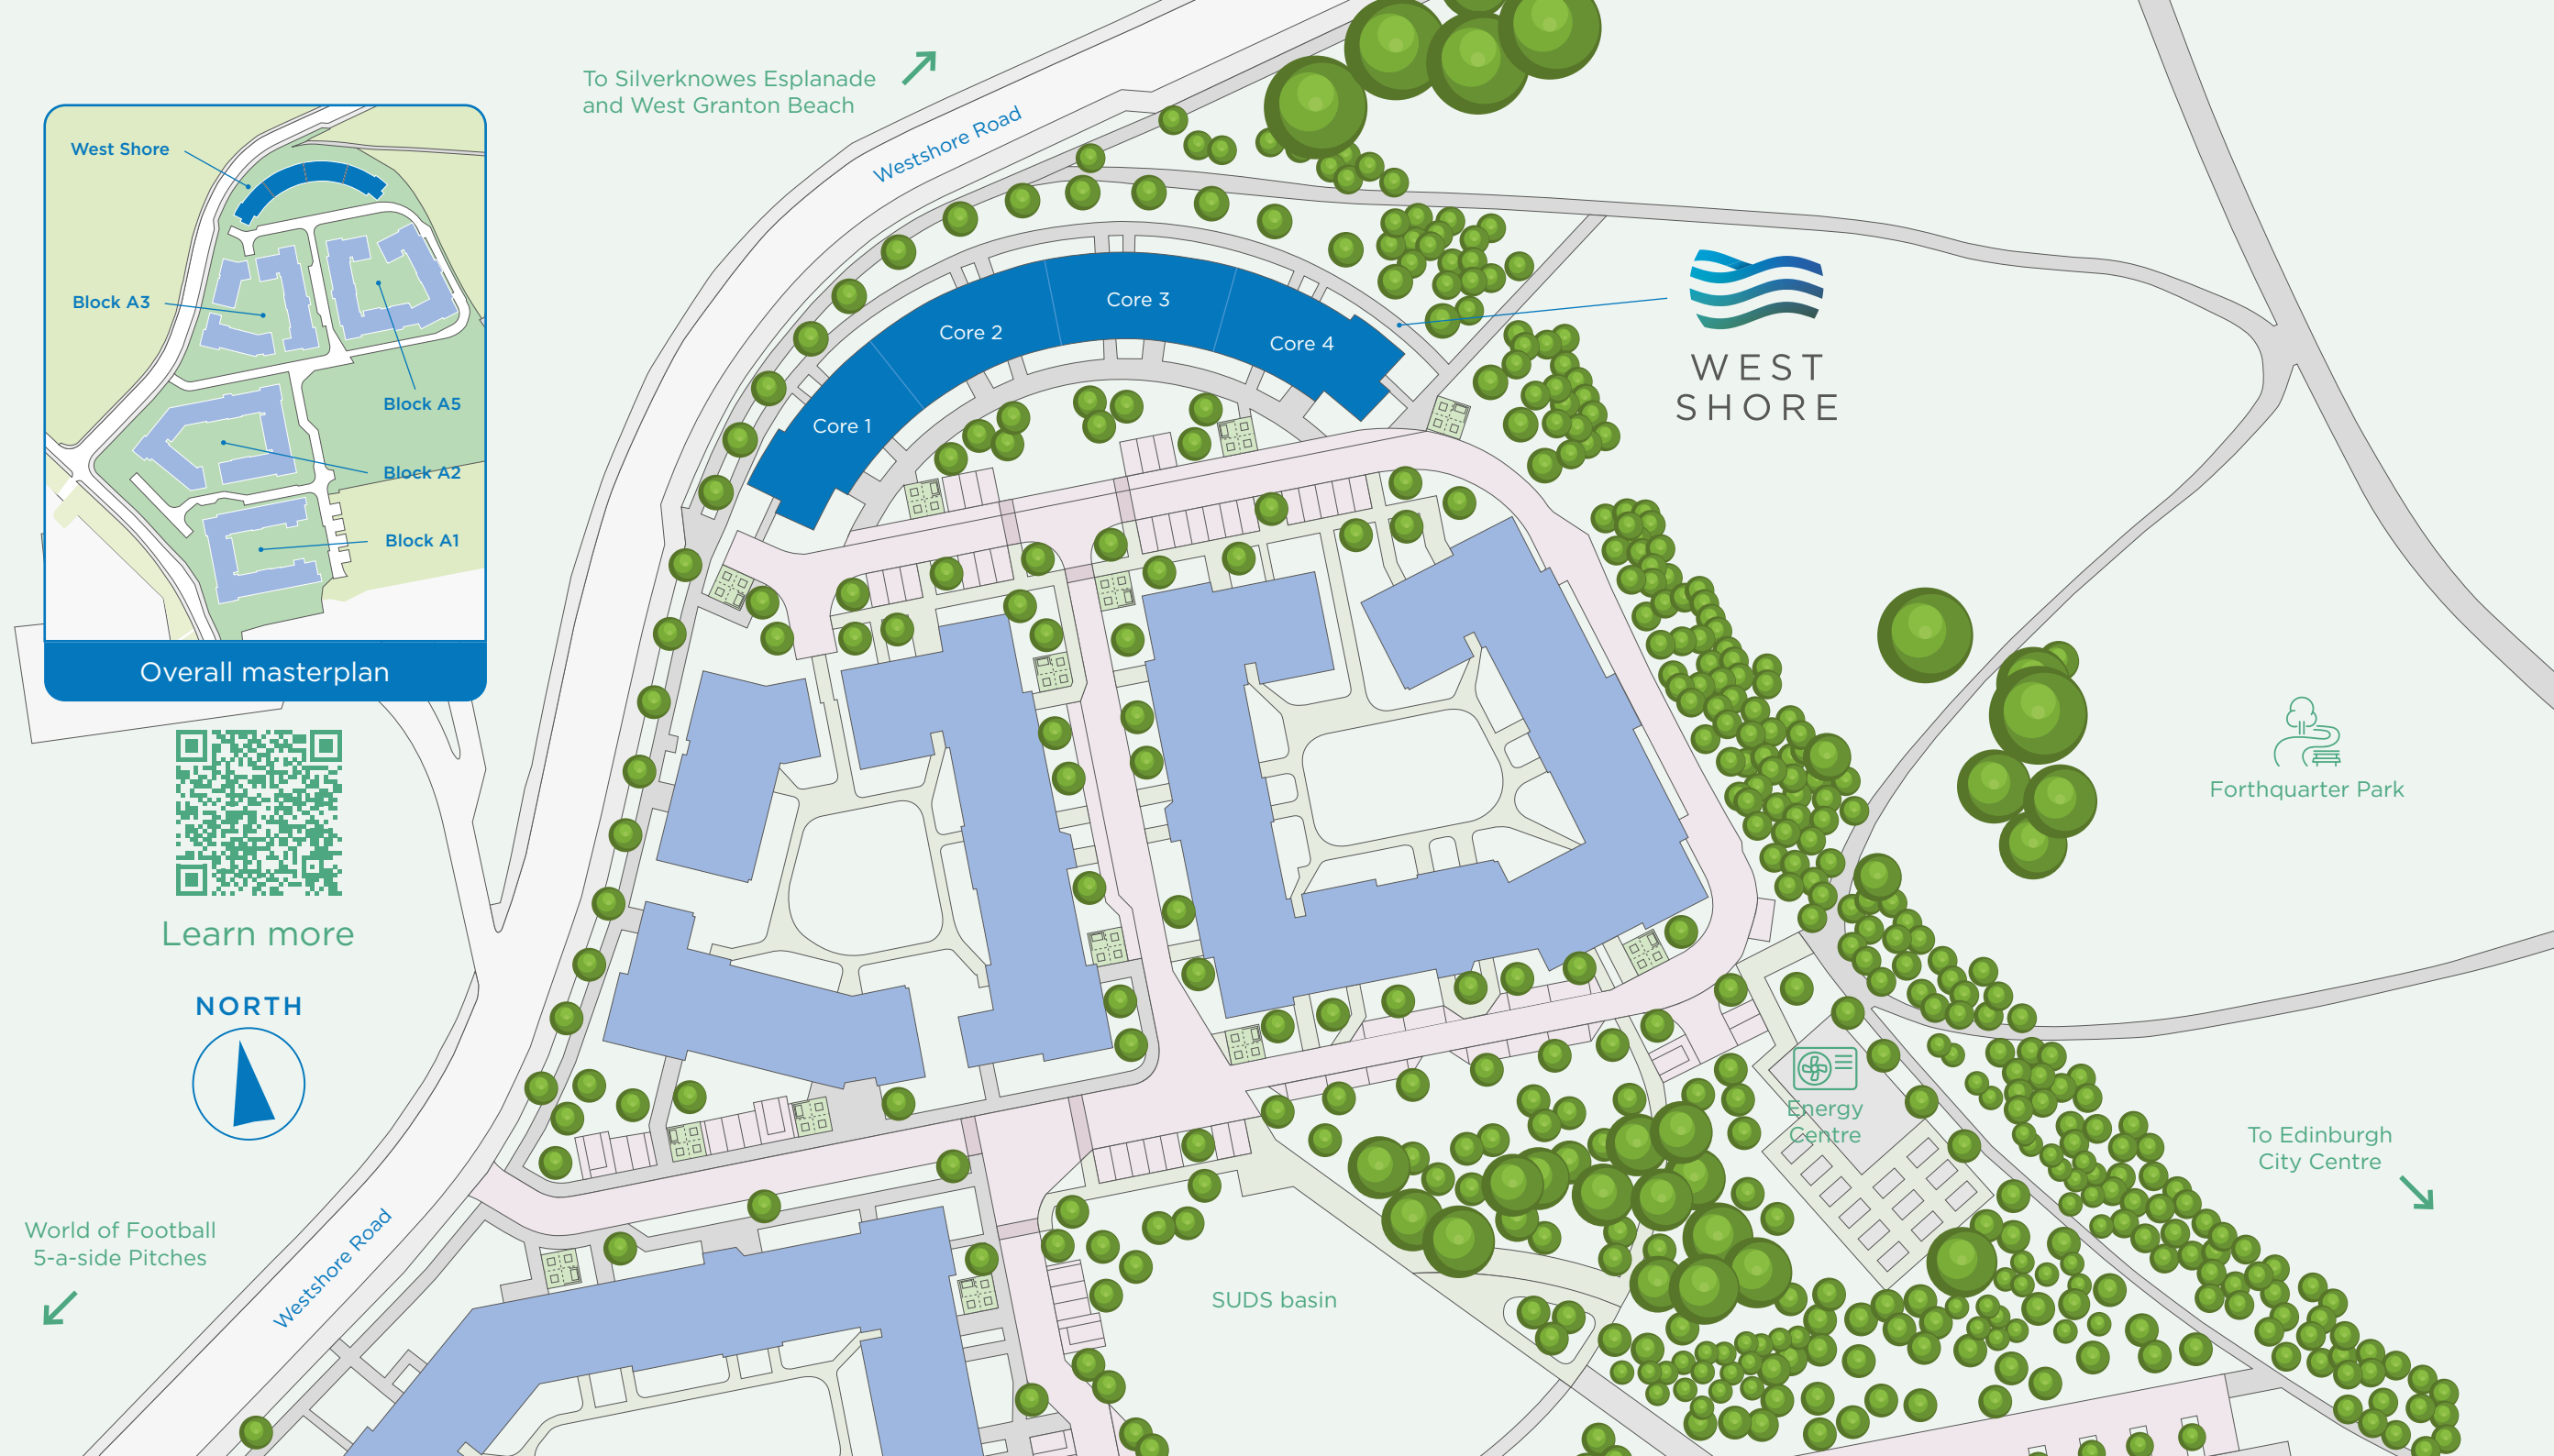 To Silverknowes Esplanade
and West Granton Beach
Westshore Road
West Shore
Block A3
Block A5
Block A2
Block A1
Overall masterplan
Core 1
Core 2
Core 3
Core 4
WEST
SHORE
Learn more
NORTH
Forthquarter Park
Energy
Centre
To Edinburgh
City Centre
World of Football
5-a-side Pitches
Westshore Road
SUDS basin